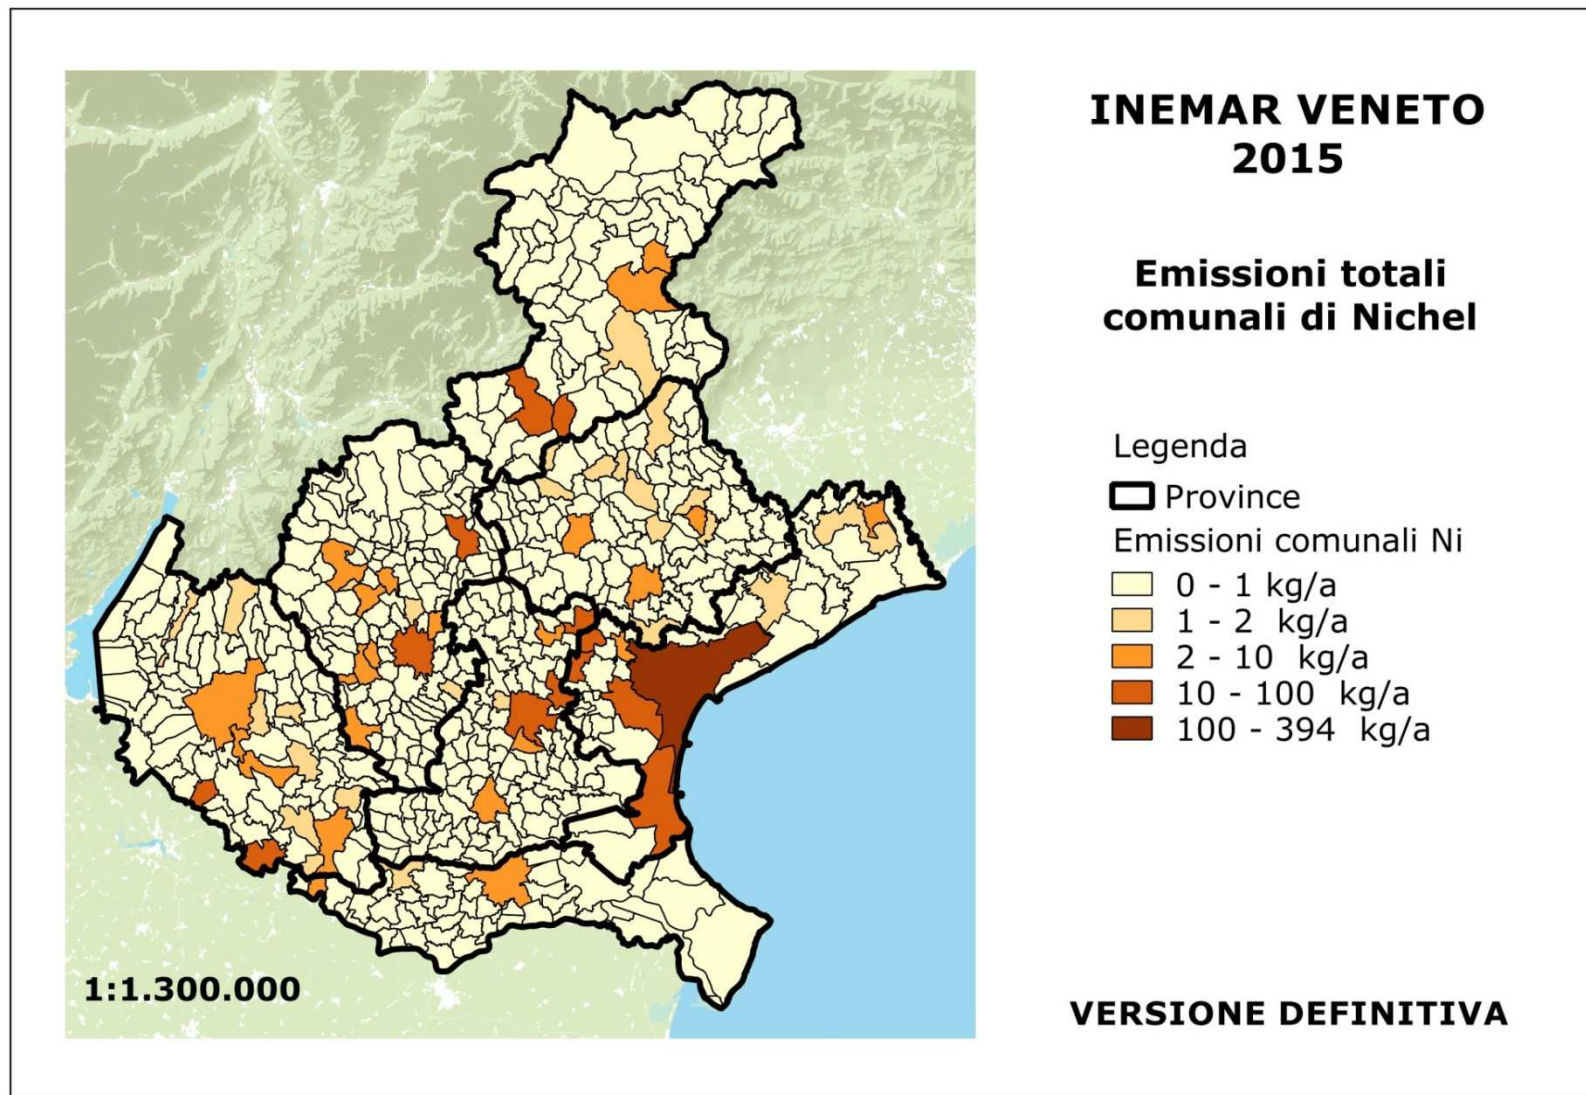 INEMAR VENETO
2015
Emissioni totali
comunali di Nichel
Legenda
Province
Emissioni comunali Ni
0 - 1 kg/a
1 - 2 kg/a
2 - 10 kg/a
10 - 100 kg/a
100 - 394 kg/a
1:1.300.000
VERSIONE DEFINITIVA